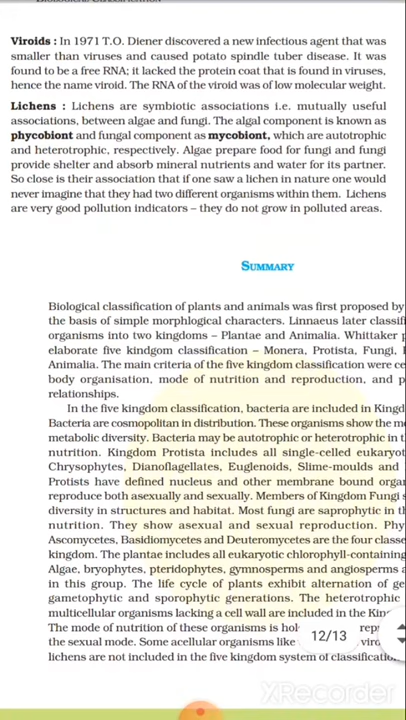 Viroids : In 1971 T.O. Diener discovered a new infectious agent that was
smaller than viruses and caused potato spindle tuber disease. It was
found to be a free RNA; it lacked the protein coat that is found in viruses,
hence the name viroid. The RNA of the viroid was of low molecular weight.
Lichens : Lichens are symbiotic associations i.e. mutually useful
associations, between algae and fungi. The algal component is known as
phycobiont and fungal component as mycobiont, which are autotrophic
and heterotrophic, respectively. Algae prepare food for fungi and fungi
provide shelter and absorb mineral nutrients and water for its partner.
So close is their association that if one saw a lichen in nature one would
never imagine that they had two different organisms within them. Lichens
are very good pollution indicators – they do not grow in polluted areas.
SUMMARY
Biological classification of plants and animals was first proposed by
the basis of simple morphlogical characters. Linnaeus later classif
organisms into two kingdoms – Plantae and Animalia. Whittaker p
elaborate five kindgom classification – Monera, Protista, Fungi,
Animalia. The main criteria of the five kingdom classification were ce
body organisation, mode of nutrition and reproduction, and p
relationships.
In the five kingdom classification, bacteria are included in Kingd
Bacteria are cosmopolitan in distribution. These organisms show the m
metabolic diversity. Bacteria may be autotrophic or heterotrophic in t
nutrition. Kingdom Protista includes all single-celled eukaryot
Chrysophytes, Dianoflagellates, Euglenoids, Slime-moulds and
Protists have defined nucleus and other membrane bound orga
reproduce both asexually and sexually. Members of Kingdom Fungi s
diversity in structures and habitat. Most fungi are saprophytic in th
nutrition. They show asexual and sexual reproduction. Phy
Ascomycetes, Basidiomycetes and Deuteromycetes are the four classe
kingdom. The plantae includes all eukaryotic chlorophyll-containing
Algae, bryophytes, pteridophytes, gymnosperms and angiosperms a
in this group. The life cycle of plants exhibit alternation of ge
gametophytic and sporophytic generations. The heterotrophic
multicellular organisms lacking a cell wall are included in the King
The mode of nutrition of these organisms is hol repr
the sexual mode. Some acellular organisms like viro
lichens are not included in the five kingdom system of classificatio
12/13
XRecorder